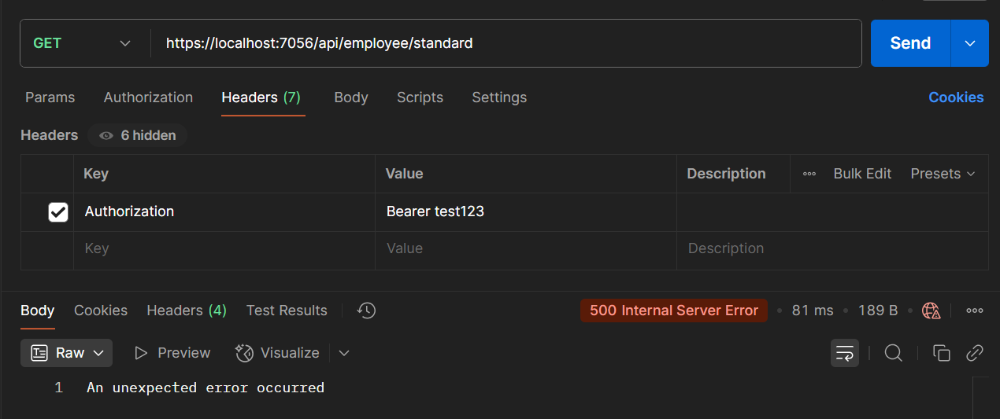 GET https://localhost:7056/api/employee/standard Send
Params Authorization Headers (7) Body Scripts Settings Cookies
Headers 6 hidden
Key Value Description Bulk Edit Presets
Authorization Bearer test123
Key Value Description
Body Cookies Headers (4) Test Results 500 Internal Server Error • 81 ms • 189 B •
Raw Preview Visualize
1 An unexpected error occurred